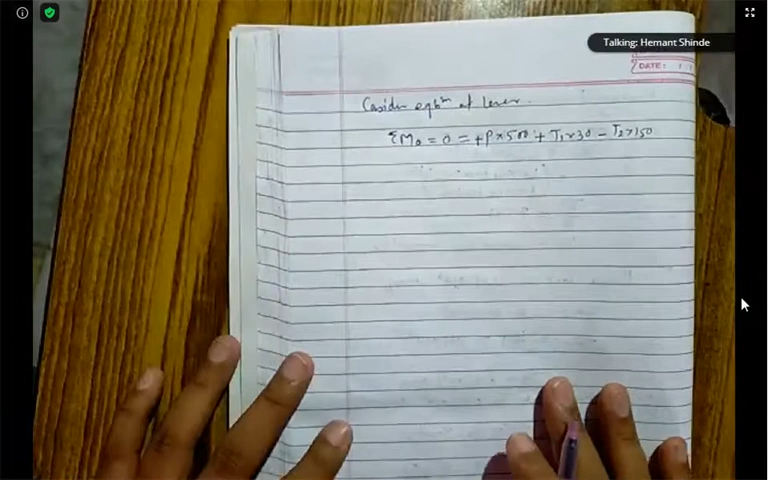 Talking: Hemant Shinde
DATE:
Consider eqbm of lever.
ΣMo = 0 = +P×500 + T1×30 - T2×150